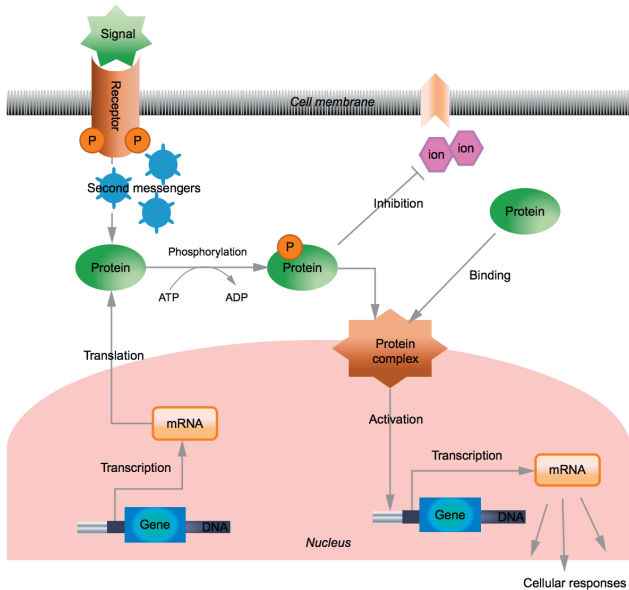 Signal
Receptor
Cell membrane
P
P
ion
ion
Second messengers
Inhibition
Protein
Phosphorylation
P
Protein
Protein
ATP
ADP
Binding
Protein
complex
Translation
Activation
mRNA
Transcription
Transcription
mRNA
Gene
DNA
Gene
DNA
Nucleus
Cellular responses